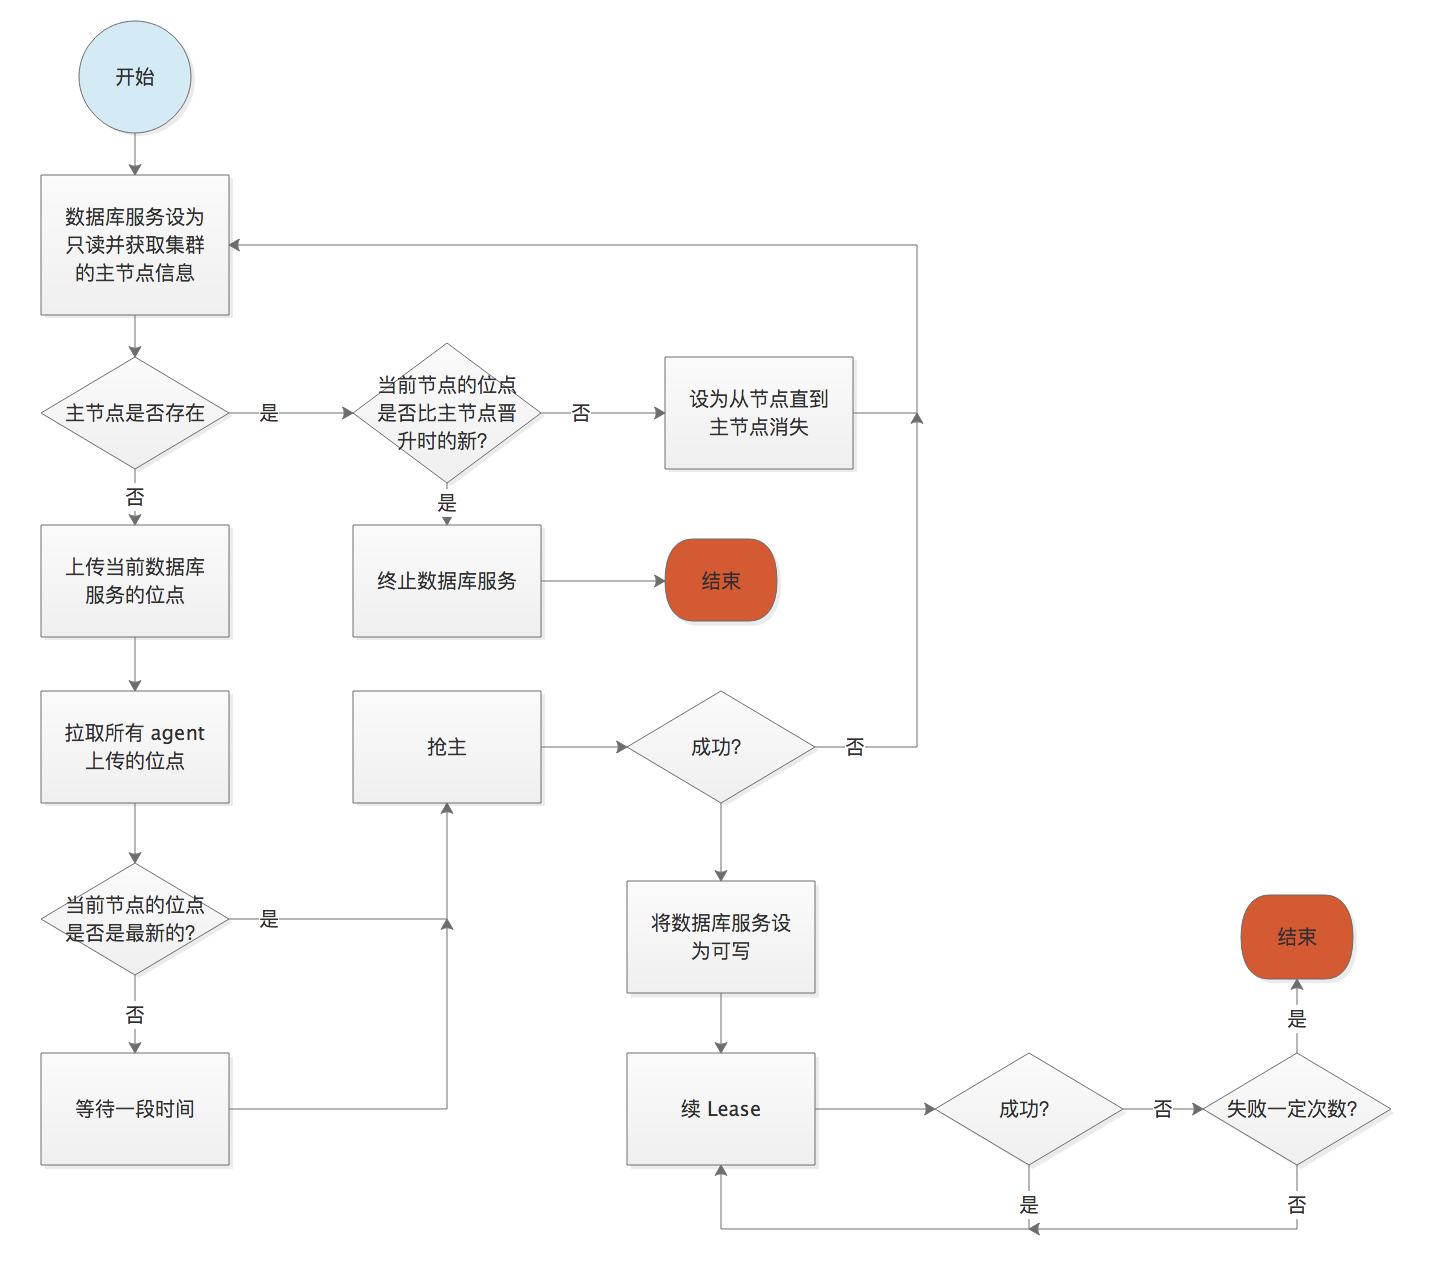 开始
数据库服务设为
只读并获取集群
的主节点信息
主节点是否存在
是
当前节点的位点
是否比主节点晋
升时的新?
否
设为从节点直到
主节点消失
否
是
上传当前数据库
服务的位点
终止数据库服务
结束
拉取所有 agent
上传的位点
抢主
成功?
否
当前节点的位点
是否是最新的?
是
将数据库服务设
为可写
结束
否
是
等待一段时间
续 Lease
成功?
否
失败一定次数?
是
否